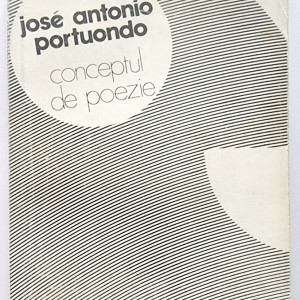 josé antonio
portuondo
conceptul
de poezie